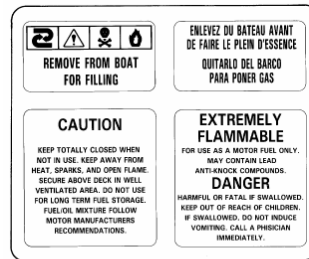 REMOVE FROM BOAT
FOR FILLING
ENLEVEZ DU BATEAU AVANT
DE FAIRE LE PLEIN D'ESSENCE
QUITARLO DEL BARCO
PARA PONER GAS
CAUTION
KEEP TOTALLY CLOSED WHEN
NOT IN USE. KEEP AWAY FROM
HEAT, SPARKS, AND OPEN FLAME.
SECURE ABOVE DECK IN WELL
VENTILATED AREA. DO NOT USE
FOR LONG TERM FUEL STORAGE.
FUEL/OIL MIXTURE FOLLOW
MOTOR MANUFACTURERS
RECOMMENDATIONS.
EXTREMELY
FLAMMABLE
FOR USE AS A MOTOR FUEL ONLY.
MAY CONTAIN LEAD
ANTI-KNOCK COMPOUNDS.
DANGER
HARMFUL OR FATAL IF SWALLOWED.
KEEP OUT OF REACH OF CHILDREN.
IF SWALLOWED, DO NOT INDUCE
VOMITING. CALL A PHISICIAN
IMMEDIATELY.